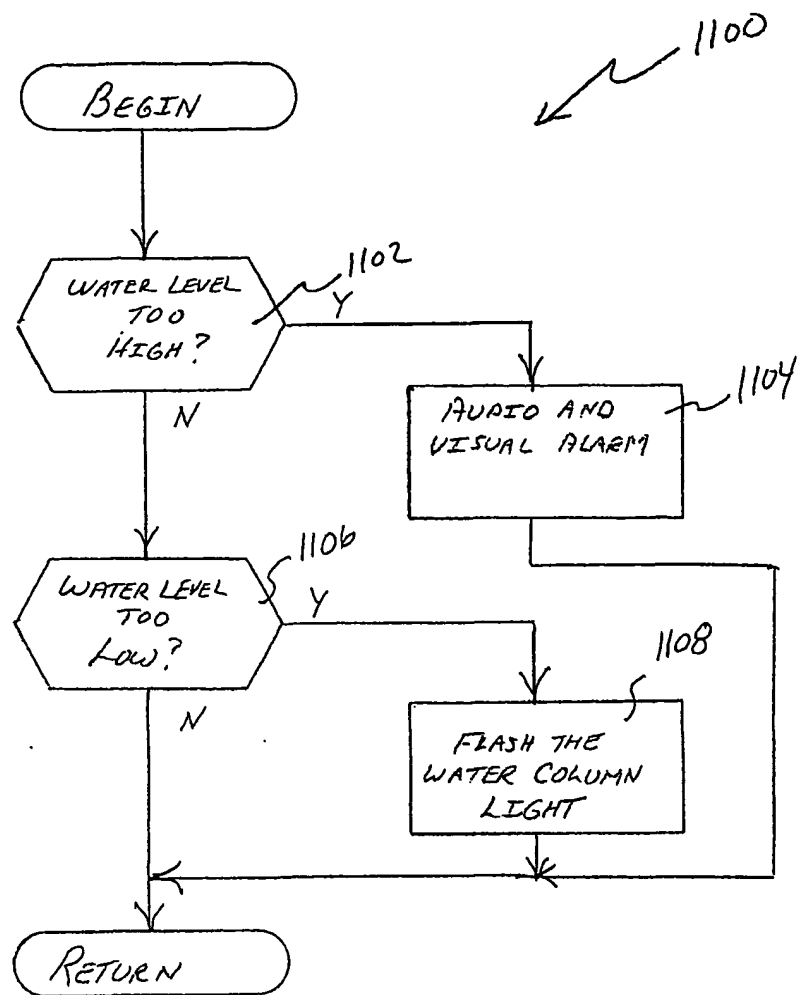 1100
BEGIN
WATER LEVEL
TOO
HIGH?
1102
Y
N
AUDIO AND
VISUAL ALARM
1104
WATER LEVEL
TOO
LOW?
1106
Y
N
FLASH THE
WATER COLUMN
LIGHT
1108
RETURN